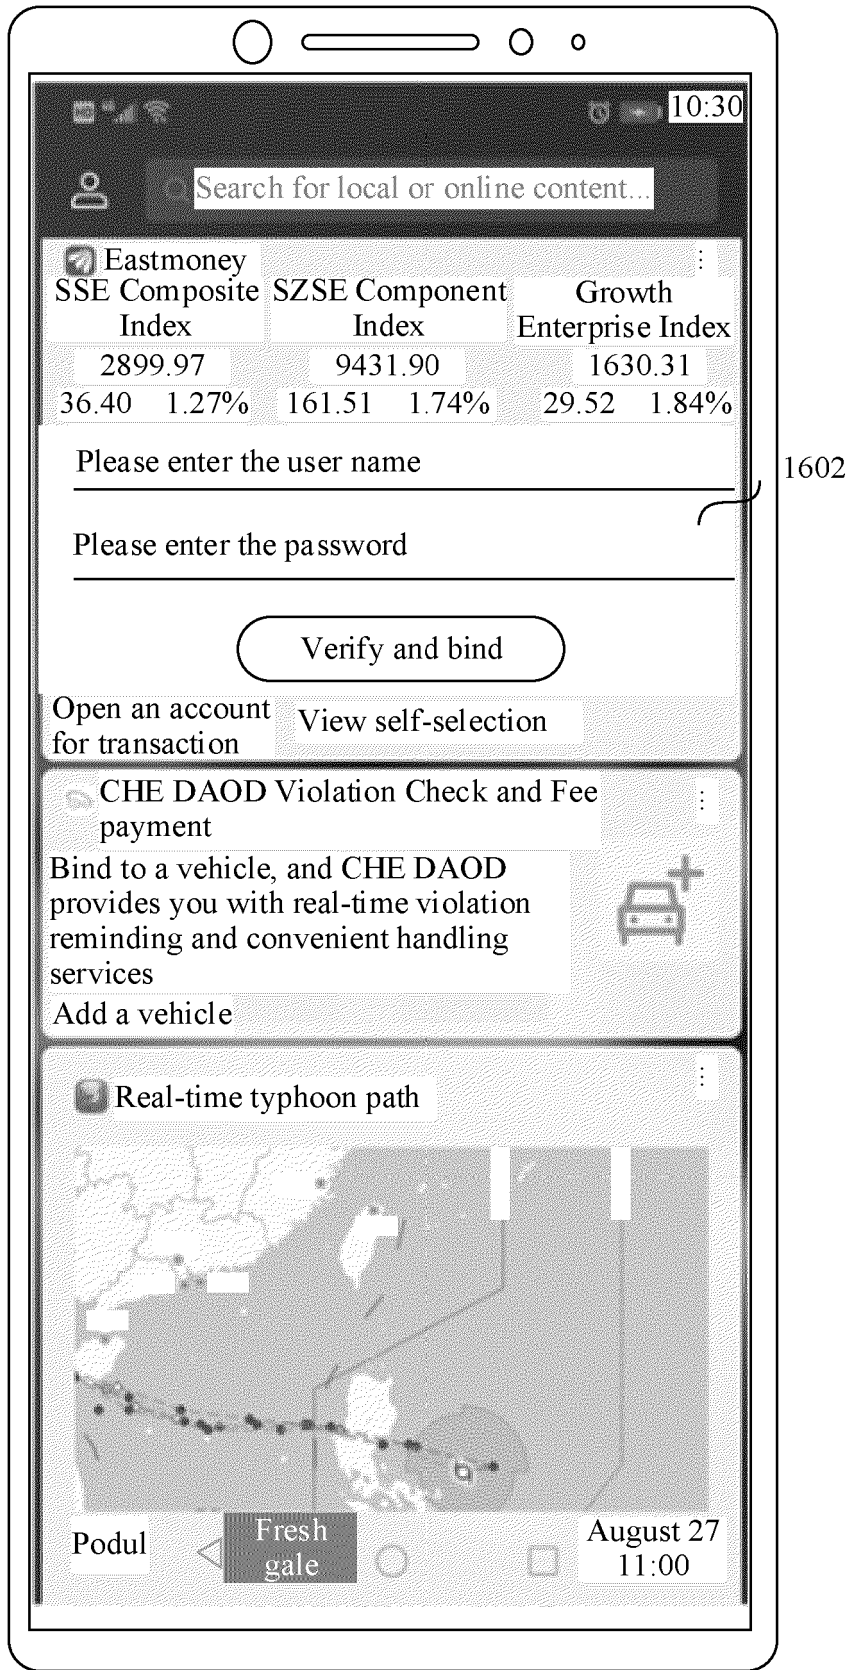 10:30
Search for local or online content...
Eastmoney
SSE Composite Index
SZSE Component Index
Growth Enterprise Index
2899.97 9431.90 1630.31
36.40 1.27% 161.51 1.74% 29.52 1.84%
Please enter the user name
1602
Please enter the password
Verify and bind
Open an account
for transaction
View self-selection
CHE DAOD Violation Check and Fee
payment
Bind to a vehicle, and CHE DAOD
provides you with real-time violation
reminding and convenient handling
services
Add a vehicle
Real-time typhoon path
Podul
Fresh
gale
August 27
11:00